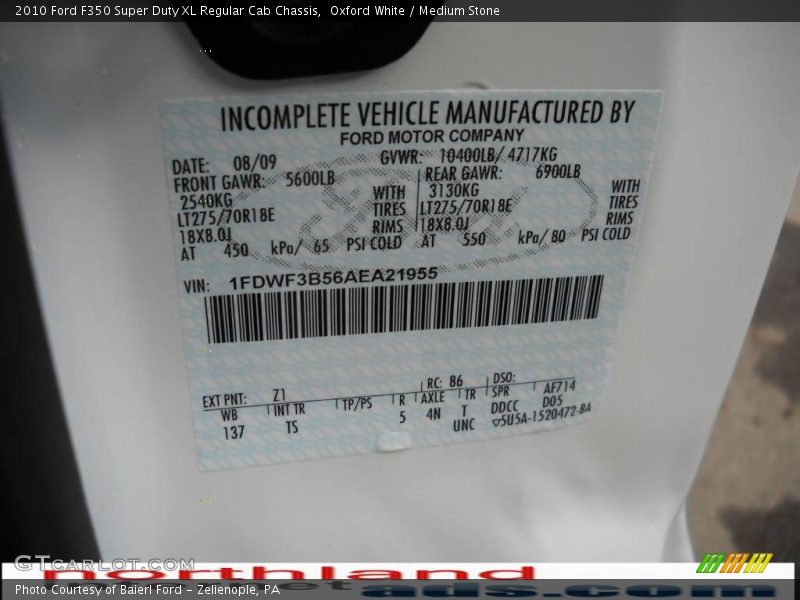 2010 Ford F350 Super Duty XL Regular Cab Chassis,  Oxford White / Medium Stone
INCOMPLETE VEHICLE MANUFACTURED BY
FORD MOTOR COMPANY
DATE: 08/09 GVWR: 10400LB/ 4717KG
FRONT GAWR: 5600LB REAR GAWR: 6900LB
2540KG WITH 3130KG WITH
LT275/70R18E TIRES LT275/70R18E TIRES
18X8.0J RIMS 18X8.0J RIMS
AT 450 kPa/ 65 PSI COLD AT 550 kPa/ 80 PSI COLD
VIN: 1FDWF3B56AEA21955
EXT PNT: Z1 RC: 86 DSO:
WB INT TR TP/PS R AXLE TR SPR AF714
137 TS 5 4N T DDCC D05
UNC 5U5A-1520472-BA
GTCarLot.com
northland
ads.com
Photo Courtesy of Baierl Ford - Zelienople, PA